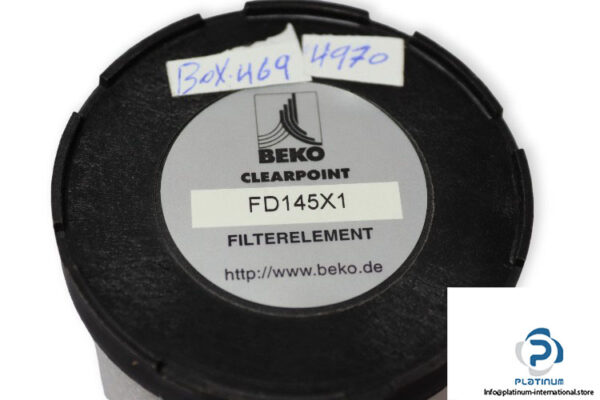 BOX.469
4970
BEKO
CLEARPOINT
FD145X1
FILTERELEMENT
http://www.beko.de
PLATINUM
Info@platinum-international.store